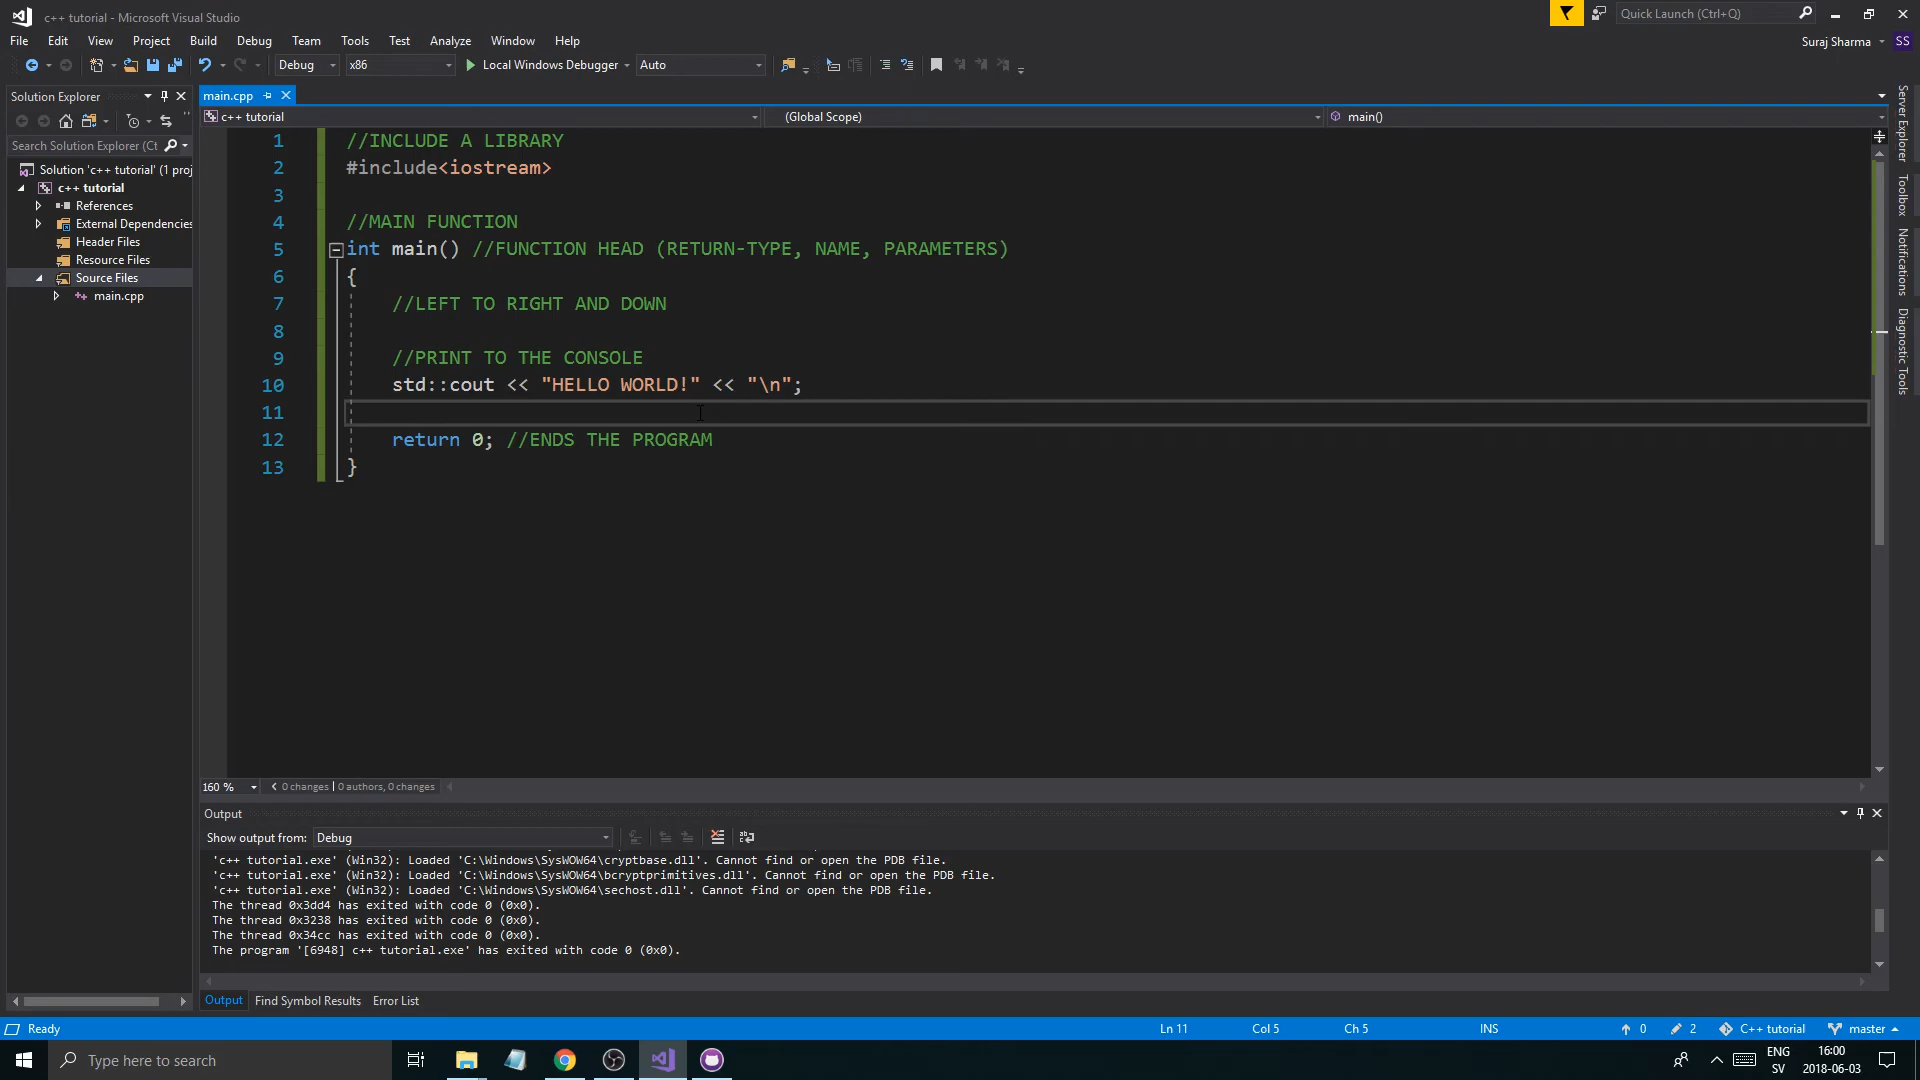 c++ tutorial - Microsoft Visual Studio
Quick Launch (Ctrl+Q)
File Edit View Project Build Debug Team Tools Test Analyze Window Help
Suraj Sharma SS
Debug x86 Local Windows Debugger Auto
Solution Explorer
main.cpp
c++ tutorial (Global Scope) main()
Search Solution Explorer (Ct
Solution 'c++ tutorial' (1 proj
c++ tutorial
References
External Dependencies
Header Files
Resource Files
Source Files
main.cpp
1 //INCLUDE A LIBRARY
2 #include<iostream>
3
4 //MAIN FUNCTION
5 int main() //FUNCTION HEAD (RETURN-TYPE, NAME, PARAMETERS)
6 {
7 //LEFT TO RIGHT AND DOWN
8
9 //PRINT TO THE CONSOLE
10 std::cout << "HELLO WORLD!" << "\n";
11
12 return 0; //ENDS THE PROGRAM
13 }
Server Explorer
Toolbox
Notifications
Diagnostic Tools
160 % 0 changes | 0 authors, 0 changes
Output
Show output from: Debug
'c++ tutorial.exe' (Win32): Loaded 'C:\Windows\SysWOW64\cryptbase.dll'. Cannot find or open the PDB file.
'c++ tutorial.exe' (Win32): Loaded 'C:\Windows\SysWOW64\bcryptprimitives.dll'. Cannot find or open the PDB file.
'c++ tutorial.exe' (Win32): Loaded 'C:\Windows\SysWOW64\sechost.dll'. Cannot find or open the PDB file.
The thread 0x3dd4 has exited with code 0 (0x0).
The thread 0x3238 has exited with code 0 (0x0).
The thread 0x34cc has exited with code 0 (0x0).
The program '[6948] c++ tutorial.exe' has exited with code 0 (0x0).
Output Find Symbol Results Error List
Ready Ln 11 Col 5 Ch 5 INS 0 2 C++ tutorial master
Type here to search
ENG 16:00
SV 2018-06-03